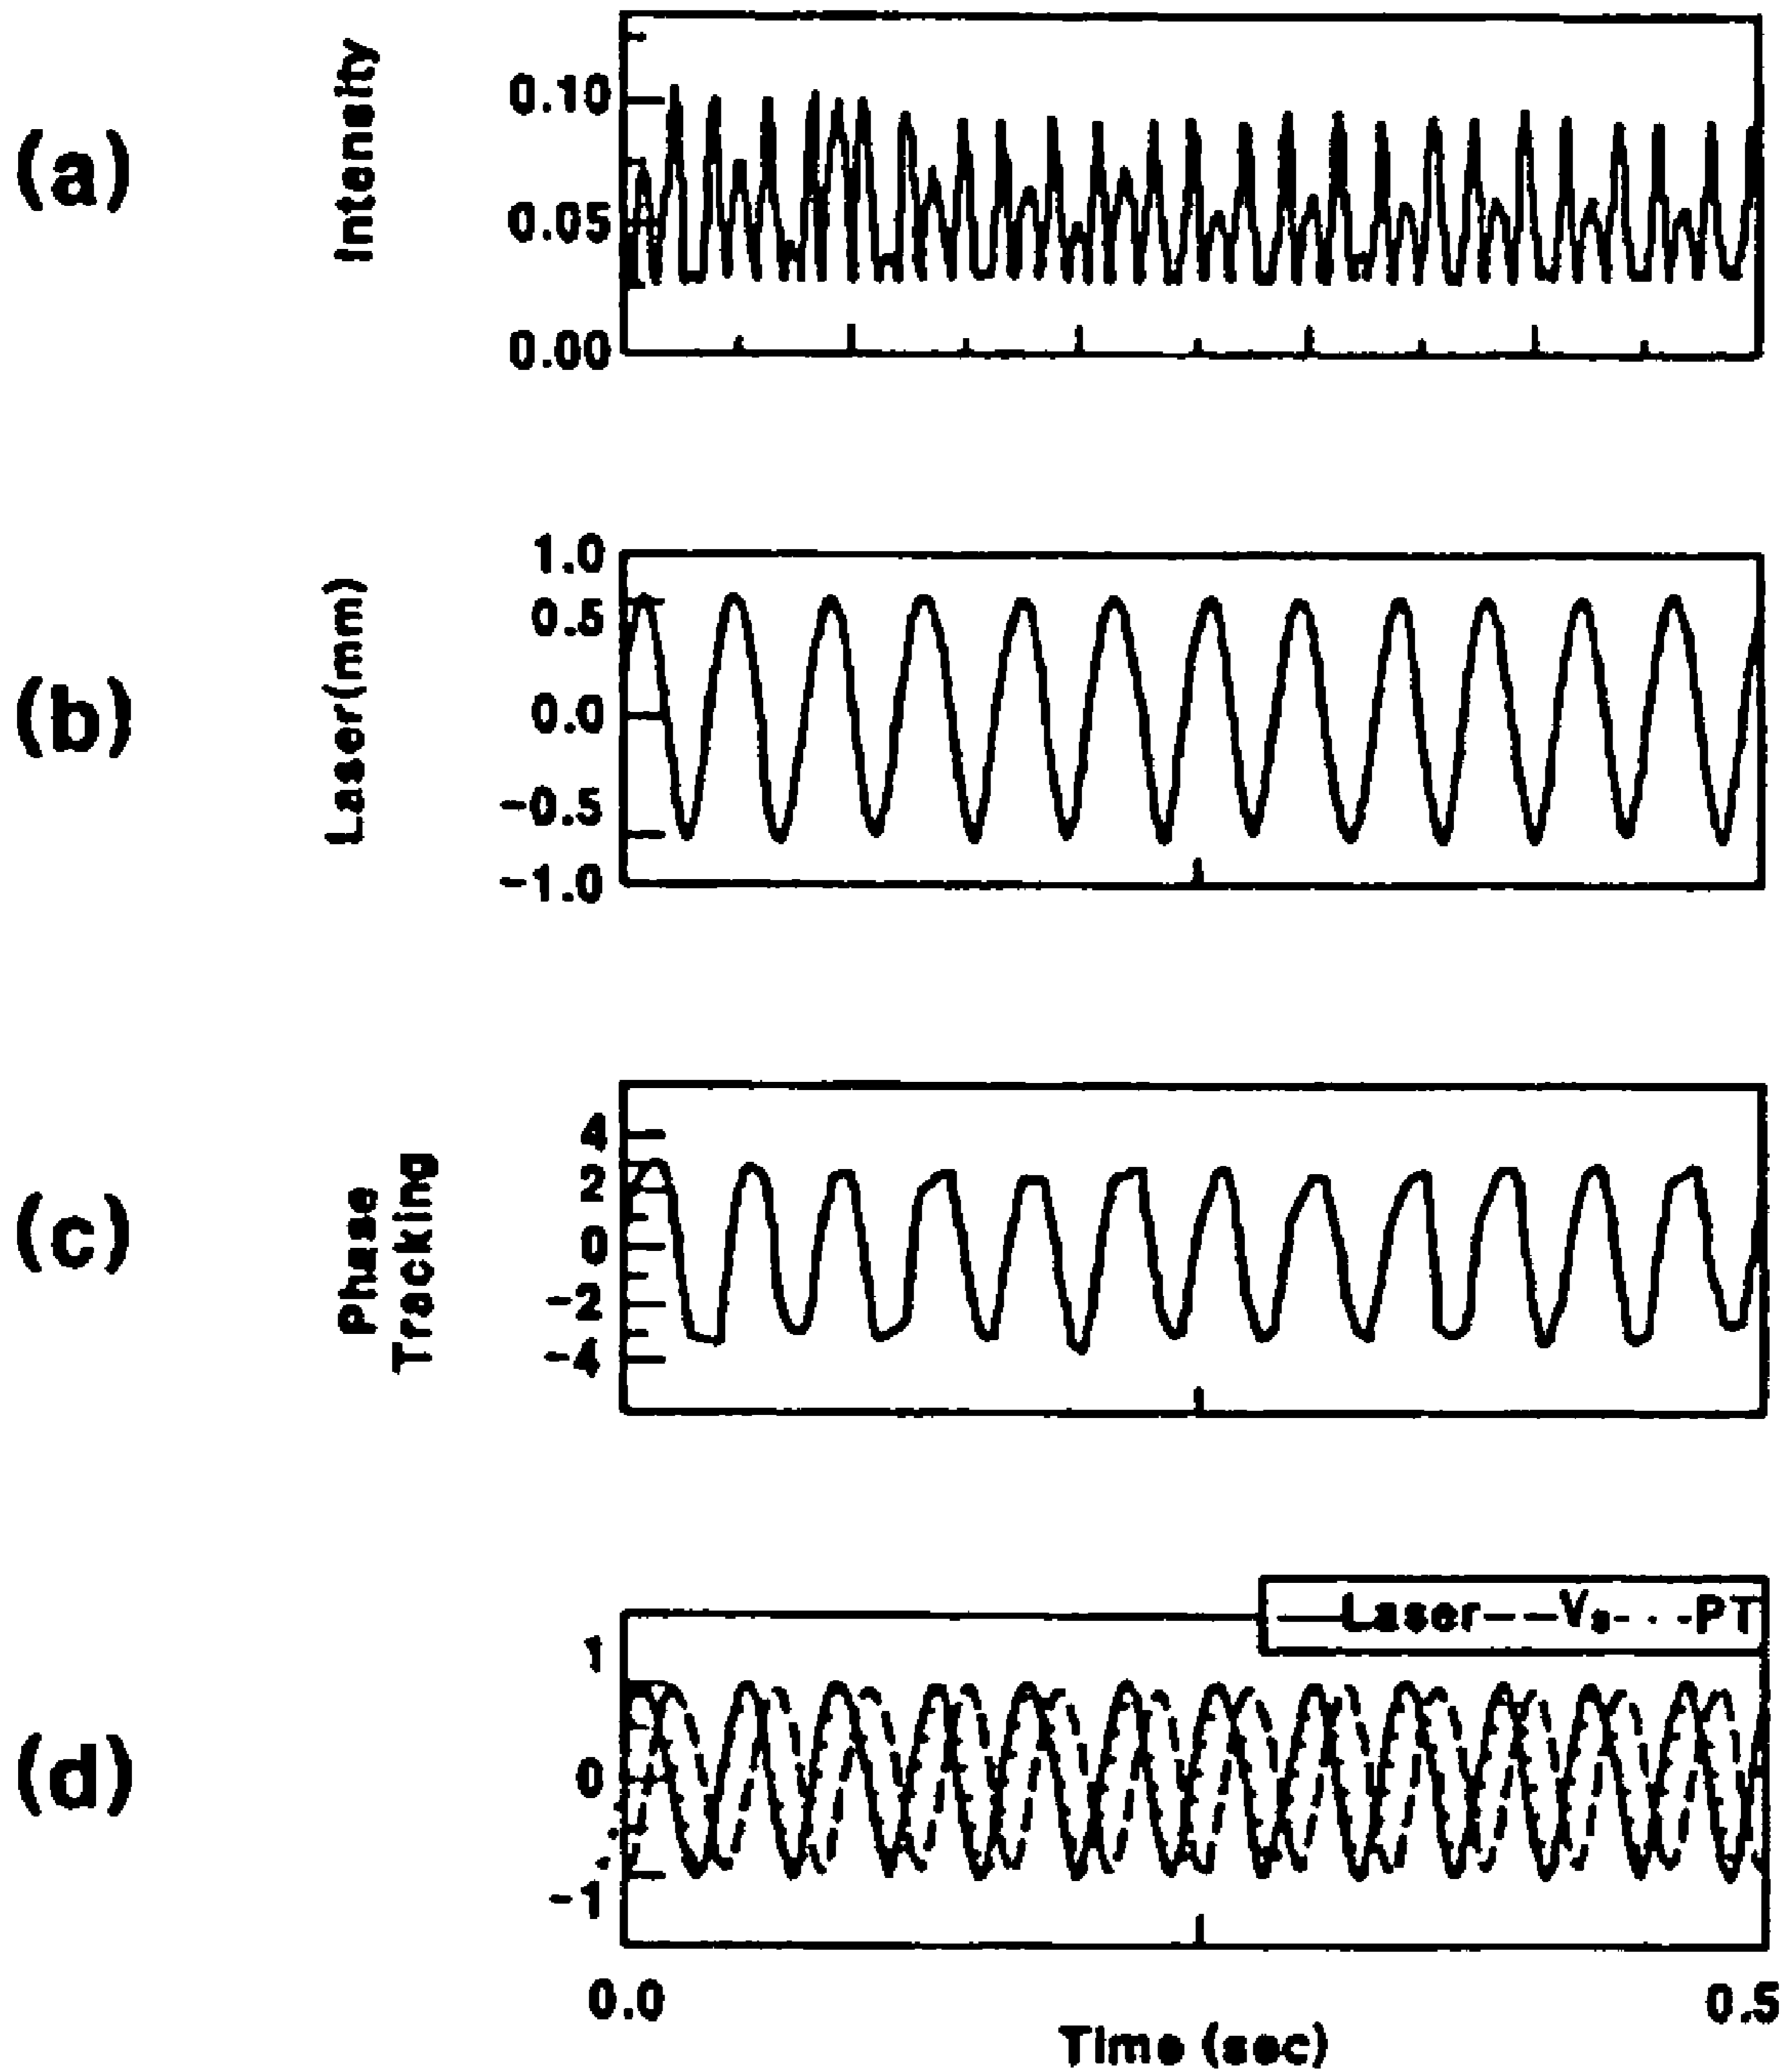 (a)
Intensity
0.10
0.05
0.00
(b)
Laser(mm)
1.0
0.5
0.0
-0.5
-1.0
(c)
Phase
Tracking
4
2
0
-2
-4
(d)
Laser Vs PT
1
0
-1
0.0
0.5
Time (sec)